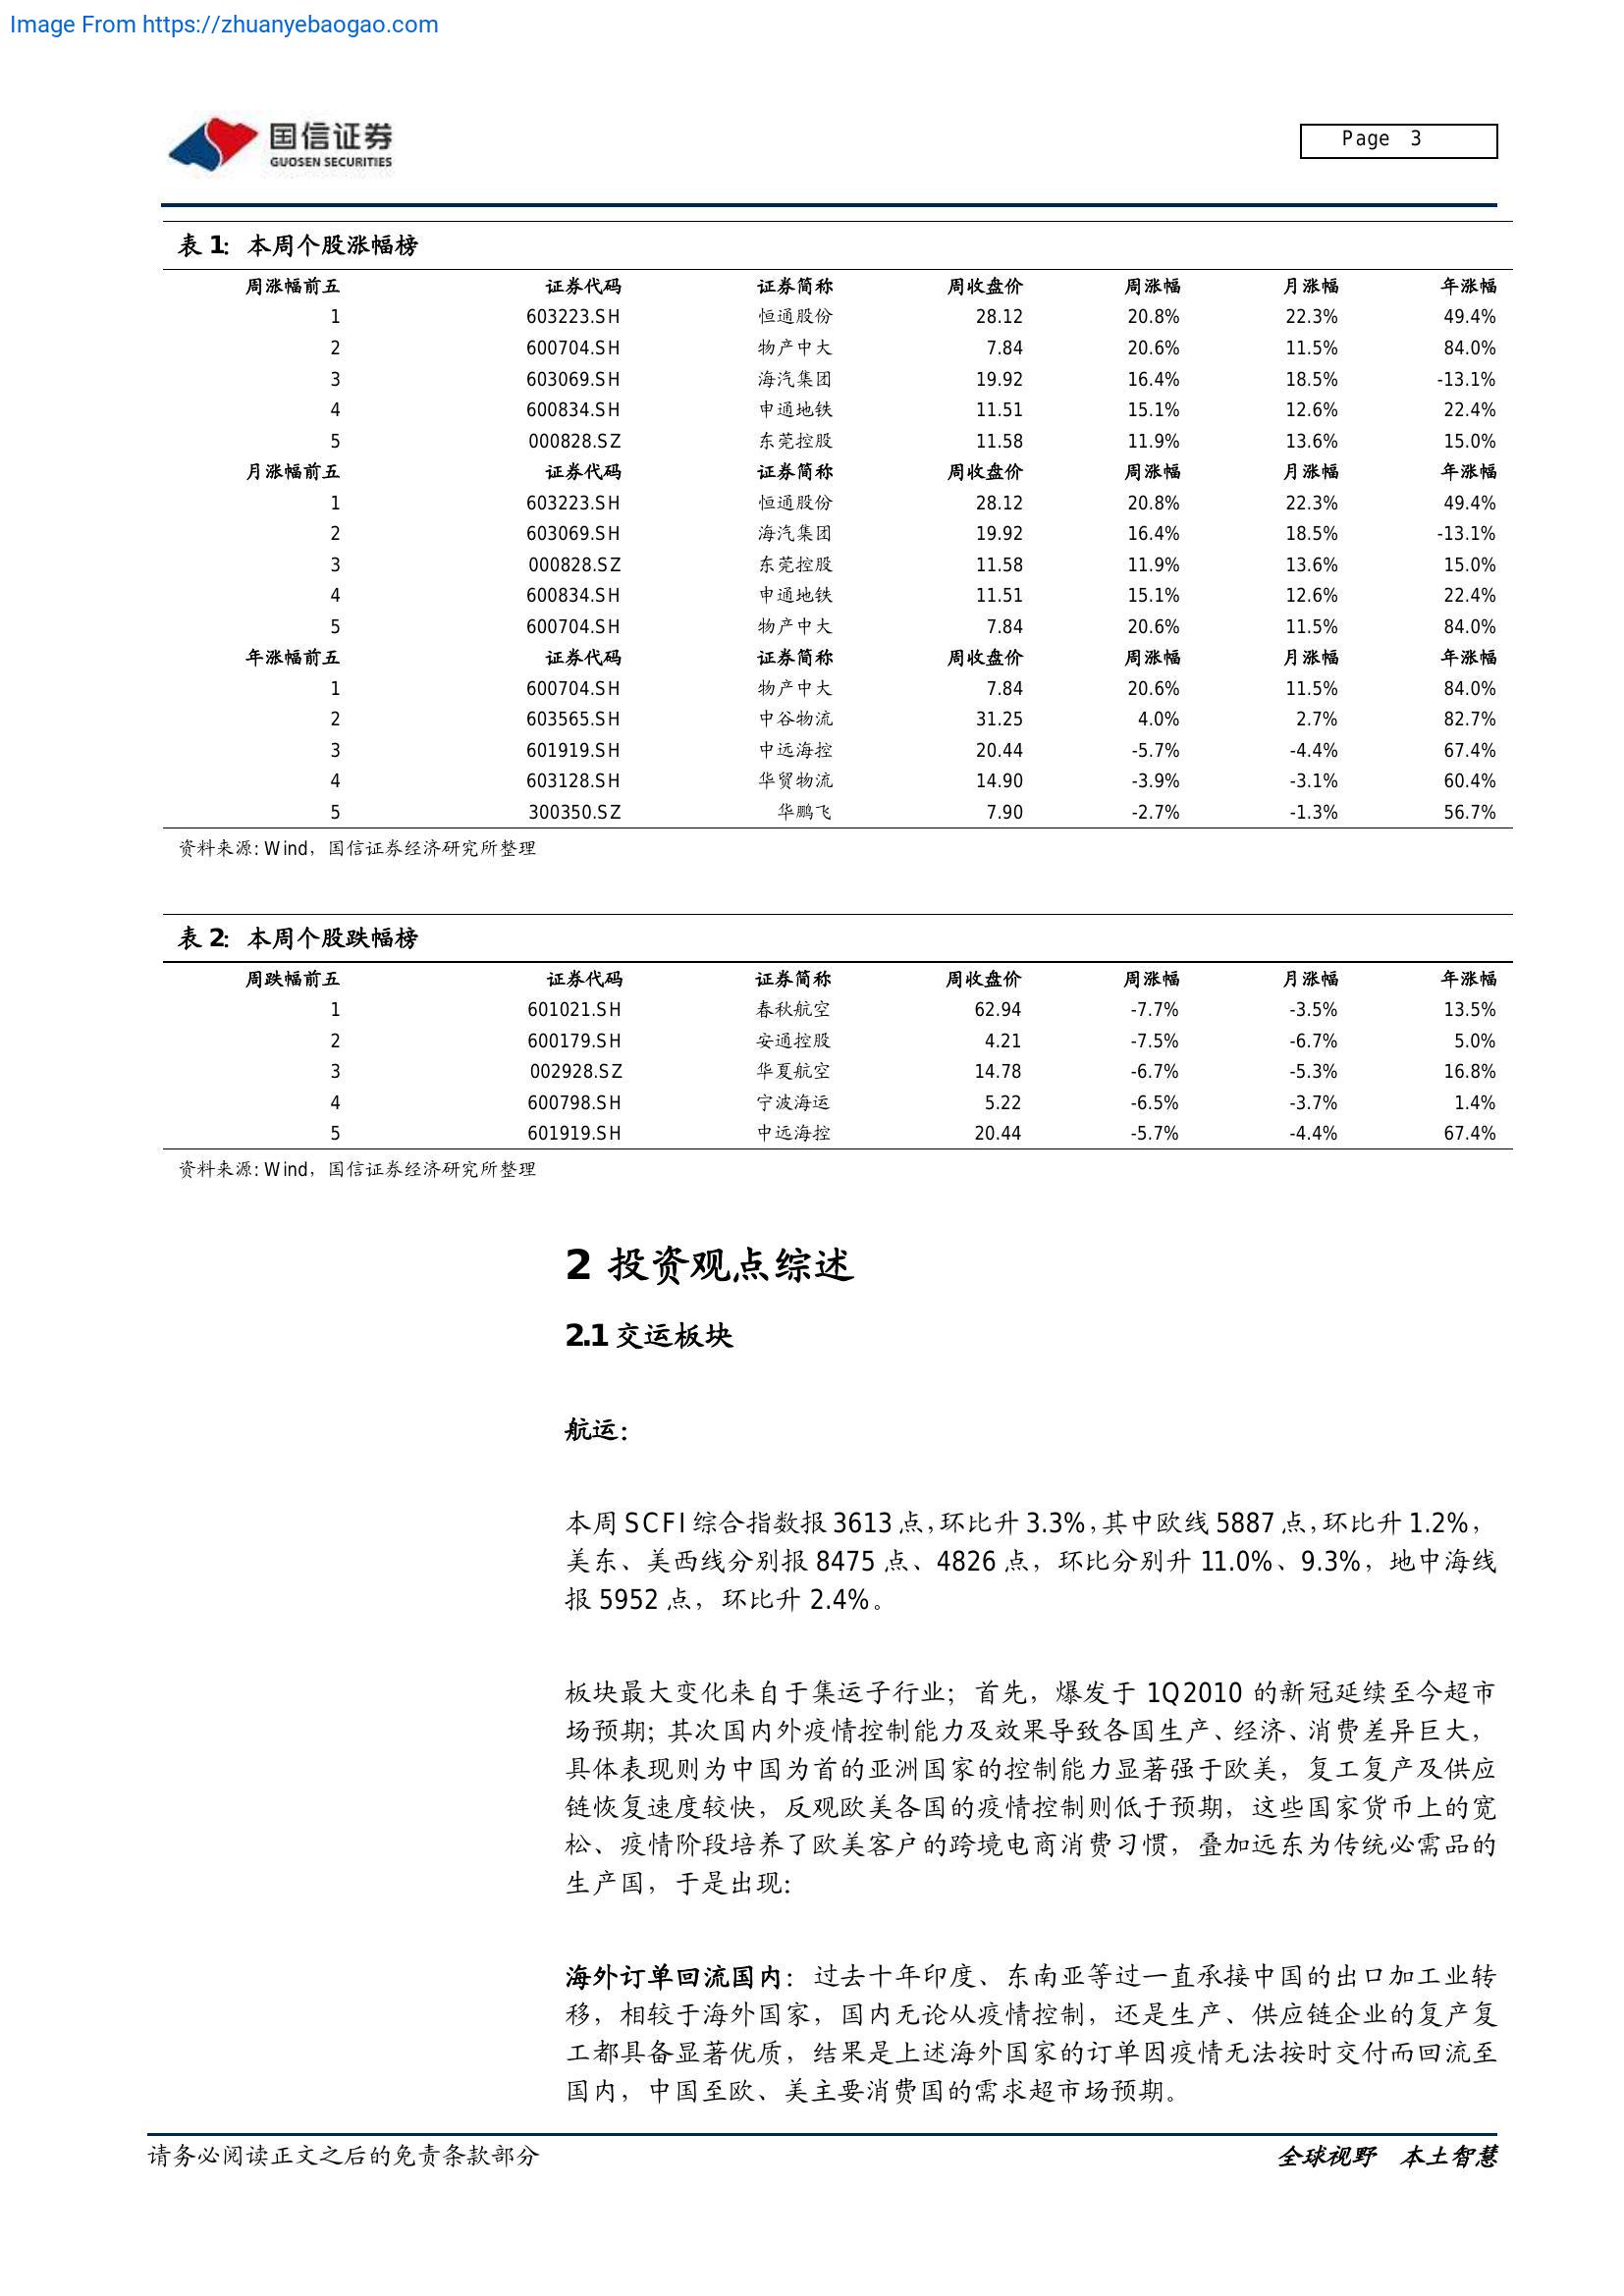 Image From https://zhuanyebaogao.com
国信证券
GUOSEN SECURITIES
Page 3
表 1: 本周个股涨幅榜
周涨幅前五 证券代码 证券简称 周收盘价 周涨幅 月涨幅 年涨幅
1 603223.SH 恒通股份 28.12 20.8% 22.3% 49.4%
2 600704.SH 物产中大 7.84 20.6% 11.5% 84.0%
3 603069.SH 海汽集团 19.92 16.4% 18.5% -13.1%
4 600834.SH 申通地铁 11.51 15.1% 12.6% 22.4%
5 000828.SZ 东莞控股 11.58 11.9% 13.6% 15.0%
月涨幅前五 证券代码 证券简称 周收盘价 周涨幅 月涨幅 年涨幅
1 603223.SH 恒通股份 28.12 20.8% 22.3% 49.4%
2 603069.SH 海汽集团 19.92 16.4% 18.5% -13.1%
3 000828.SZ 东莞控股 11.58 11.9% 13.6% 15.0%
4 600834.SH 申通地铁 11.51 15.1% 12.6% 22.4%
5 600704.SH 物产中大 7.84 20.6% 11.5% 84.0%
年涨幅前五 证券代码 证券简称 周收盘价 周涨幅 月涨幅 年涨幅
1 600704.SH 物产中大 7.84 20.6% 11.5% 84.0%
2 603565.SH 中谷物流 31.25 4.0% 2.7% 82.7%
3 601919.SH 中远海控 20.44 -5.7% -4.4% 67.4%
4 603128.SH 华贸物流 14.90 -3.9% -3.1% 60.4%
5 300350.SZ 华鹏飞 7.90 -2.7% -1.3% 56.7%
资料来源: Wind，国信证券经济研究所整理
表 2: 本周个股跌幅榜
周跌幅前五 证券代码 证券简称 周收盘价 周涨幅 月涨幅 年涨幅
1 601021.SH 春秋航空 62.94 -7.7% -3.5% 13.5%
2 600179.SH 安通控股 4.21 -7.5% -6.7% 5.0%
3 002928.SZ 华夏航空 14.78 -6.7% -5.3% 16.8%
4 600798.SH 宁波海运 5.22 -6.5% -3.7% 1.4%
5 601919.SH 中远海控 20.44 -5.7% -4.4% 67.4%
资料来源: Wind，国信证券经济研究所整理
2 投资观点综述
2.1 交运板块
航运：
本周 SCFI 综合指数报 3613 点，环比升 3.3%，其中欧线 5887 点，环比升 1.2%，
美东、美西线分别报 8475 点、4826 点，环比分别升 11.0%、9.3%，地中海线
报 5952 点，环比升 2.4%。
板块最大变化来自于集运子行业；首先，爆发于 1Q2010 的新冠延续至今超市
场预期；其次国内外疫情控制能力及效果导致各国生产、经济、消费差异巨大，
具体表现则为中国为首的亚洲国家的控制能力显著强于欧美，复工复产及供应
链恢复速度较快，反观欧美各国的疫情控制则低于预期，这些国家货币上的宽
松、疫情阶段培养了欧美客户的跨境电商消费习惯，叠加远东为传统必需品的
生产国，于是出现：
海外订单回流国内：过去十年印度、东南亚等过一直承接中国的出口加工业转
移，相较于海外国家，国内无论从疫情控制，还是生产、供应链企业的复产复
工都具备显著优质，结果是上述海外国家的订单因疫情无法按时交付而回流至
国内，中国至欧、美主要消费国的需求超市场预期。
请务必阅读正文之后的免责条款部分
全球视野 本土智慧